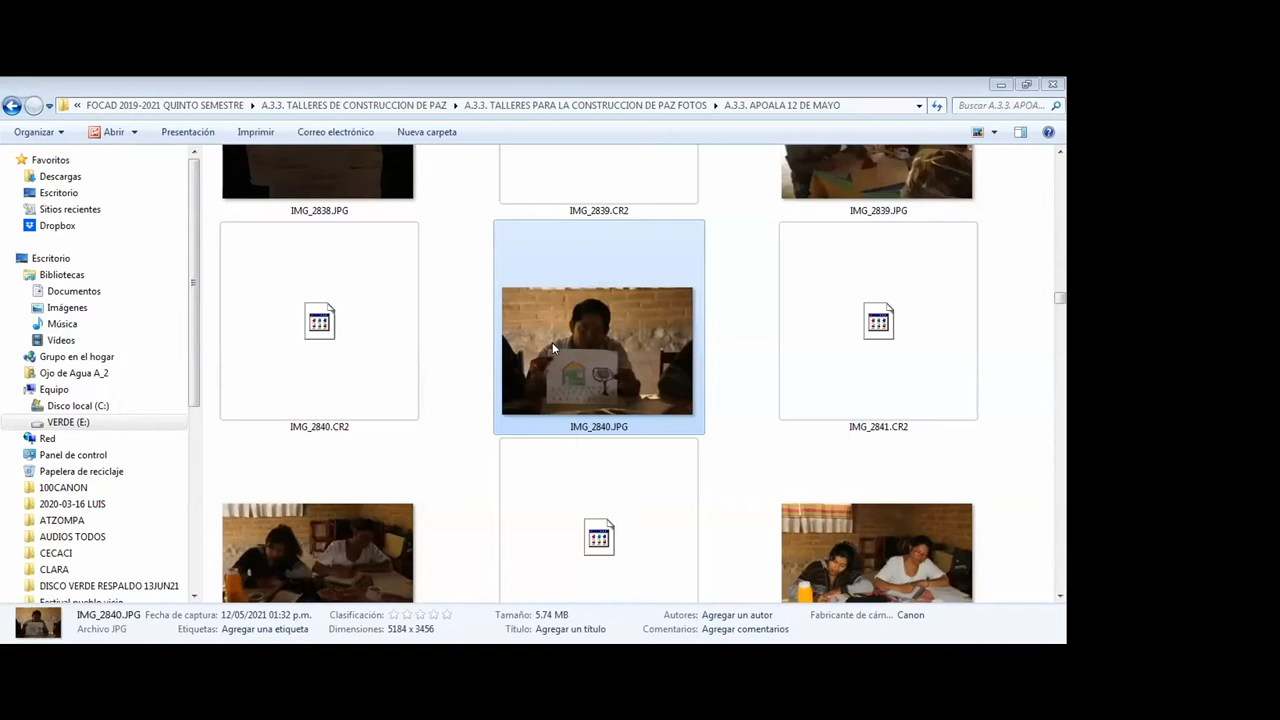 « FOCAD 2019-2021 QUINTO SEMESTRE ▸ A.3.3. TALLERES DE CONSTRUCCION DE PAZ ▸ A.3.3. TALLERES PARA LA CONSTRUCCION DE PAZ FOTOS ▸ A.3.3. APOALA 12 DE MAYO
Buscar A.3.3. APOA...
Organizar Abrir Presentación Imprimir Correo electrónico Nueva carpeta
Favoritos
Descargas
Escritorio
Sitios recientes
Dropbox
Escritorio
Bibliotecas
Documentos
Imágenes
Música
Vídeos
Grupo en el hogar
Ojo de Agua A_2
Equipo
Disco local (C:)
VERDE (E:)
Red
Panel de control
Papelera de reciclaje
100CANON
2020-03-16 LUIS
ATZOMPA
AUDIOS TODOS
CECACI
CLARA
DISCO VERDE RESPALDO 13JUN21
Festival pueblo viejo
IMG_2838.JPG IMG_2839.CR2 IMG_2839.JPG
IMG_2840.CR2 IMG_2840.JPG IMG_2841.CR2
IMG_2840.JPG Fecha de captura: 12/05/2021 01:32 p.m. Clasificación: Tamaño: 5.74 MB Autores: Agregar un autor Fabricante de cám... Canon
Archivo JPG Etiquetas: Agregar una etiqueta Dimensiones: 5184 x 3456 Título: Agregar un título Comentarios: Agregar comentarios